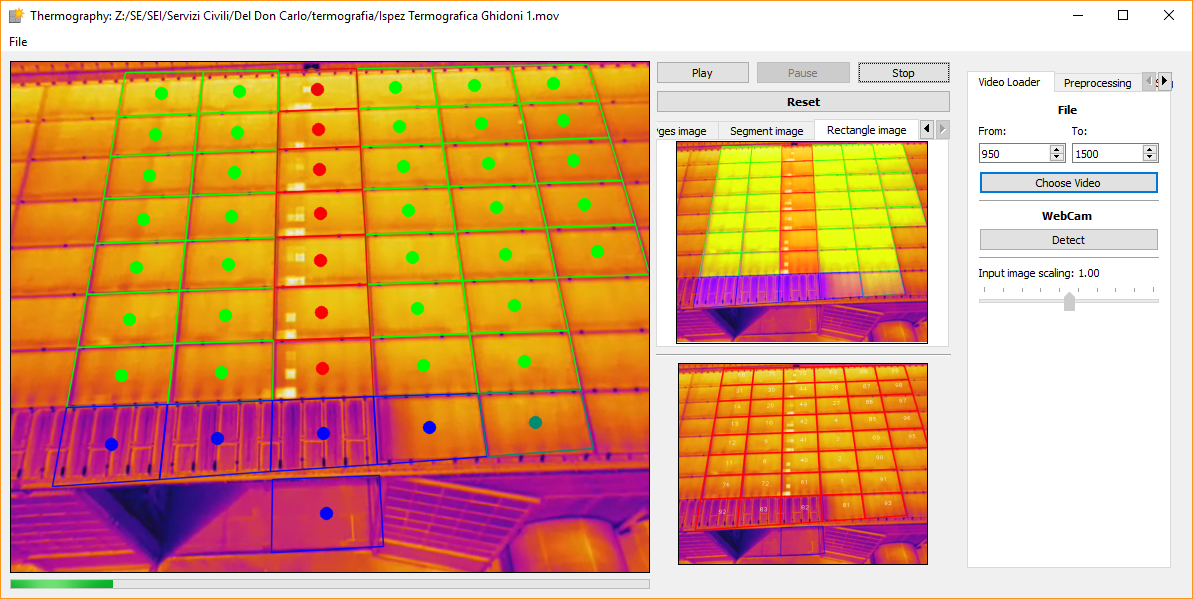 Thermography: Z:/SE/SEI/Servizi Civili/Del Don Carlo/termografia/Ispez Termografica Ghidoni 1.mov
File
Play
Pause
Stop
Reset
ges image
Segment image
Rectangle image
Video Loader
Preprocessing
File
From:
To:
950
1500
Choose Video
WebCam
Detect
Input image scaling: 1.00